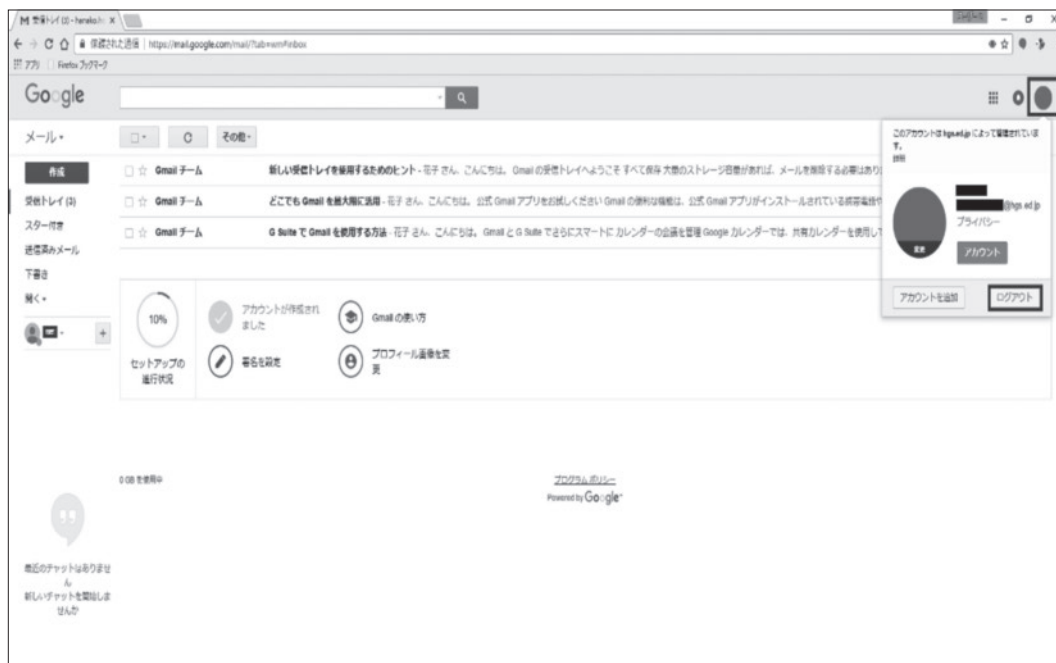 M 受信トレイ (3) - hanako.h
保護された通信 | https://mail.google.com/mail/?tab=wm#inbox
アプリ Firefox ブックマーク
Google
メール
その他
作成
受信トレイ (3)
スター付き
送信済みメール
下書き
開く
Gmail チーム 新しい受信トレイを使用するためのヒント - 花子 さん、こんにちは。 Gmail の受信トレイへようこそ すべて保存 大量のストレージ容量があれば、メールを削除する必要はあり
Gmail チーム どこでも Gmail を最大限に活用 - 花子 さん、こんにちは。 公式 Gmail アプリをお試しください Gmail の便利な機能は、公式 Gmail アプリがインストールされている携帯電話や
Gmail チーム G Suite で Gmail を使用する方法 - 花子 さん、こんにちは。 Gmail と G Suite でさらにスマートに カレンダーの会議を管理 Google カレンダーでは、共有カレンダーを使用して
このアカウントは hgs.ed.jp によって管理されていま
す。
詳細
@hgs.ed.jp
プライバシー
変更
アカウント
アカウントを追加
ログアウト
10%
セットアップの
進行状況
アカウントが作成され
ました
Gmail の使い方
署名を設定
プロフィール画像を変
更
0 GB を使用中
プログラム ポリシー
Powered by Google™
最近のチャットはありませ
ん
新しいチャットを開始しま
せんか